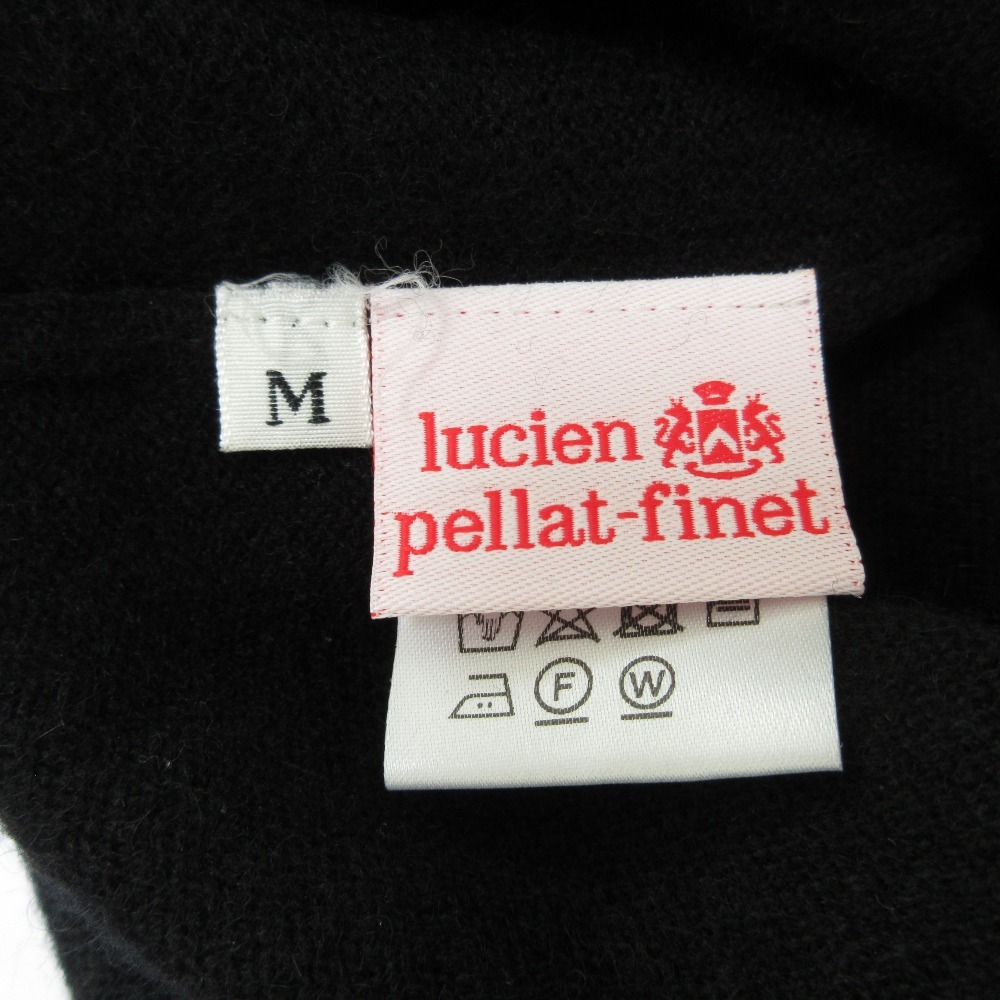 M
lucien
pellat-finet
F W